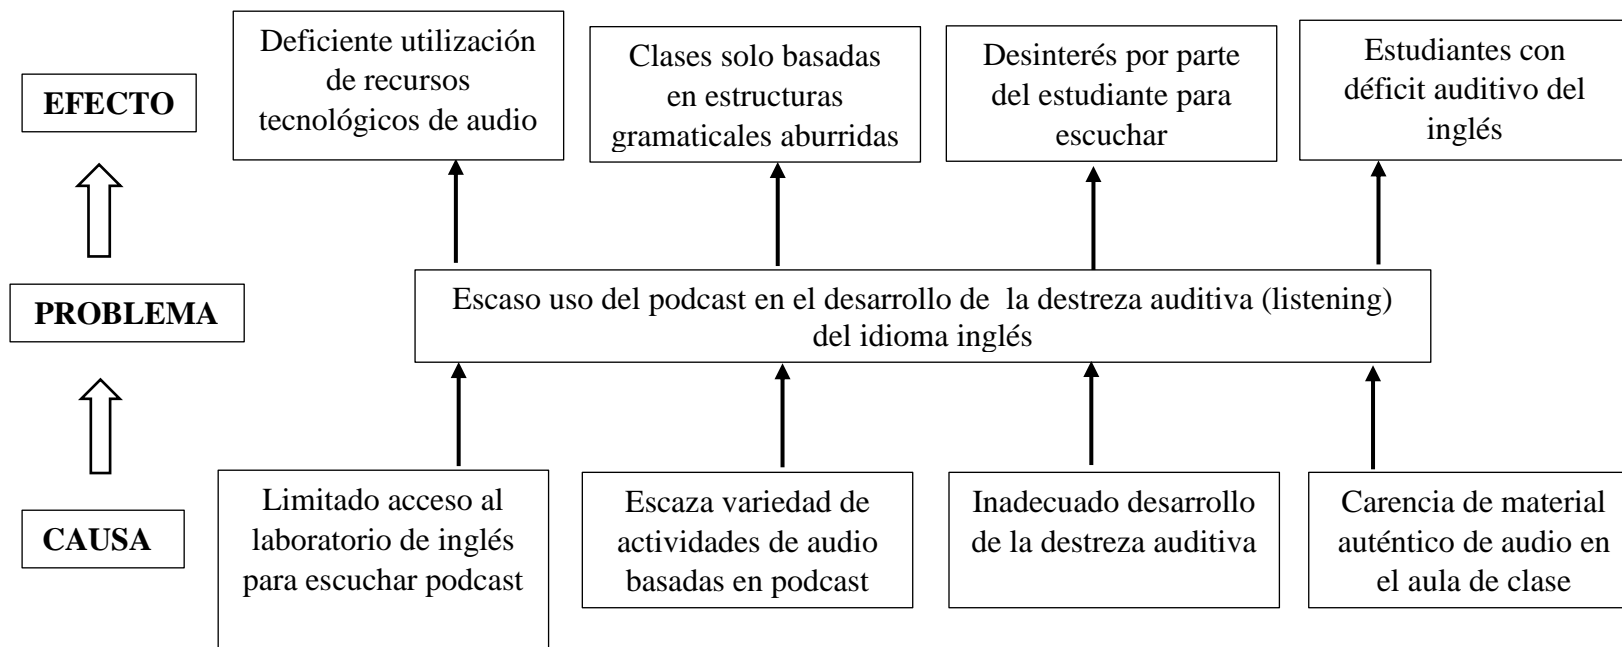 EFECTO
Deficiente utilización
de recursos
tecnológicos de audio
Clases solo basadas
en estructuras
gramaticales aburridas
Desinterés por parte
del estudiante para
escuchar
Estudiantes con
déficit auditivo del
inglés
PROBLEMA
Escaso uso del podcast en el desarrollo de la destreza auditiva (listening)
del idioma inglés
CAUSA
Limitado acceso al
laboratorio de inglés
para escuchar podcast
Escaza variedad de
actividades de audio
basadas en podcast
Inadecuado desarrollo
de la destreza auditiva
Carencia de material
auténtico de audio en
el aula de clase